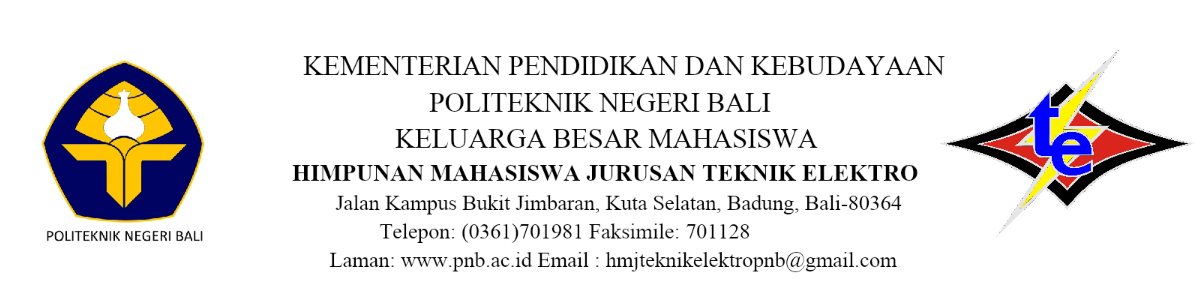 KEMENTERIAN PENDIDIKAN DAN KEBUDAYAAN
POLITEKNIK NEGERI BALI
KELUARGA BESAR MAHASISWA
HIMPUNAN MAHASISWA JURUSAN TEKNIK ELEKTRO
Jalan Kampus Bukit Jimbaran, Kuta Selatan, Badung, Bali-80364
Telepon: (0361)701981 Faksimile: 701128
Laman: www.pnb.ac.id Email : hmjteknikelektropnb@gmail.com
POLITEKNIK NEGERI BALI
te